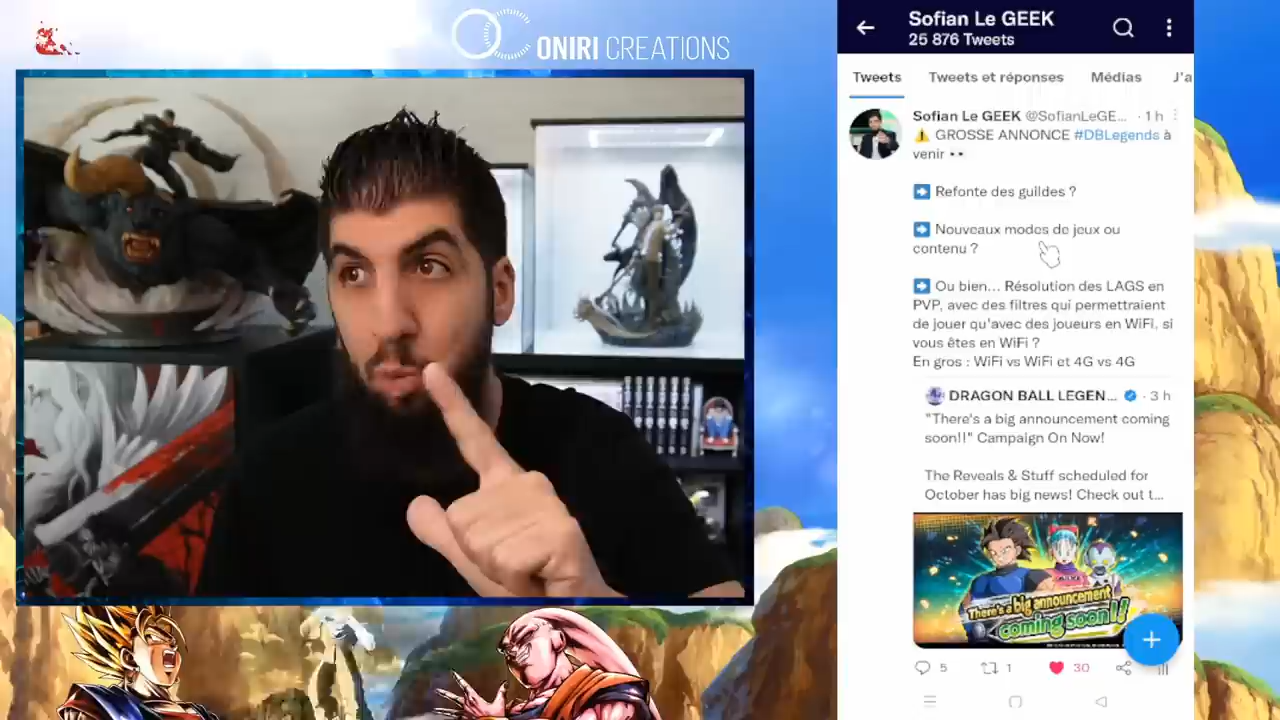 ONIRI CREATIONS
Sofian Le GEEK
25 876 Tweets
Tweets Tweets et réponses Médias J'a
Sofian Le GEEK @SofianLeGE... · 1 h
⚠ GROSSE ANNONCE #DBLegends à
venir 👀
➡ Refonte des guildes ?
➡ Nouveaux modes de jeux ou
contenu ?
➡ Ou bien... Résolution des LAGS en
PVP, avec des filtres qui permettraient
de jouer qu'avec des joueurs en WiFi, si
vous êtes en WiFi ?
En gros : WiFi vs WiFi et 4G vs 4G
DRAGON BALL LEGEN... · 3 h
"There's a big announcement coming
soon!!" Campaign On Now!
The Reveals & Stuff scheduled for
October has big news! Check out t...
There's a big announcement
coming soon!!
5 1 30